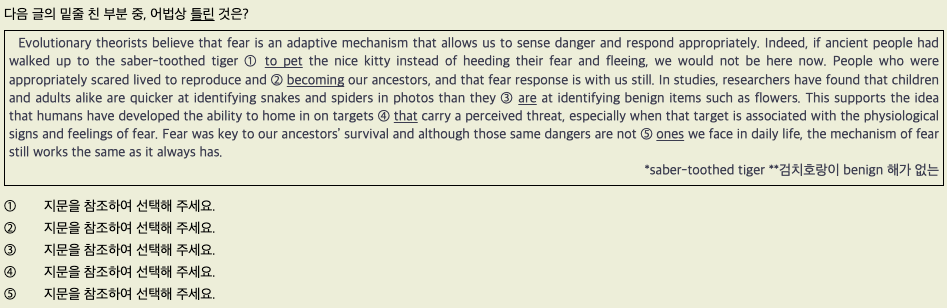 다음 글의 밑줄 친 부분 중, 어법상 틀린 것은?
Evolutionary theorists believe that fear is an adaptive mechanism that allows us to sense danger and respond appropriately. Indeed, if ancient people had
walked up to the saber-toothed tiger ① to pet the nice kitty instead of heeding their fear and fleeing, we would not be here now. People who were
appropriately scared lived to reproduce and ② becoming our ancestors, and that fear response is with us still. In studies, researchers have found that children
and adults alike are quicker at identifying snakes and spiders in photos than they ③ are at identifying benign items such as flowers. This supports the idea
that humans have developed the ability to home in on targets ④ that carry a perceived threat, especially when that target is associated with the physiological
signs and feelings of fear. Fear was key to our ancestors' survival and although those same dangers are not ⑤ ones we face in daily life, the mechanism of fear
still works the same as it always has.
*saber-toothed tiger **검치호랑이 benign 해가 없는
① 지문을 참조하여 선택해 주세요.
② 지문을 참조하여 선택해 주세요.
③ 지문을 참조하여 선택해 주세요.
④ 지문을 참조하여 선택해 주세요.
⑤ 지문을 참조하여 선택해 주세요.